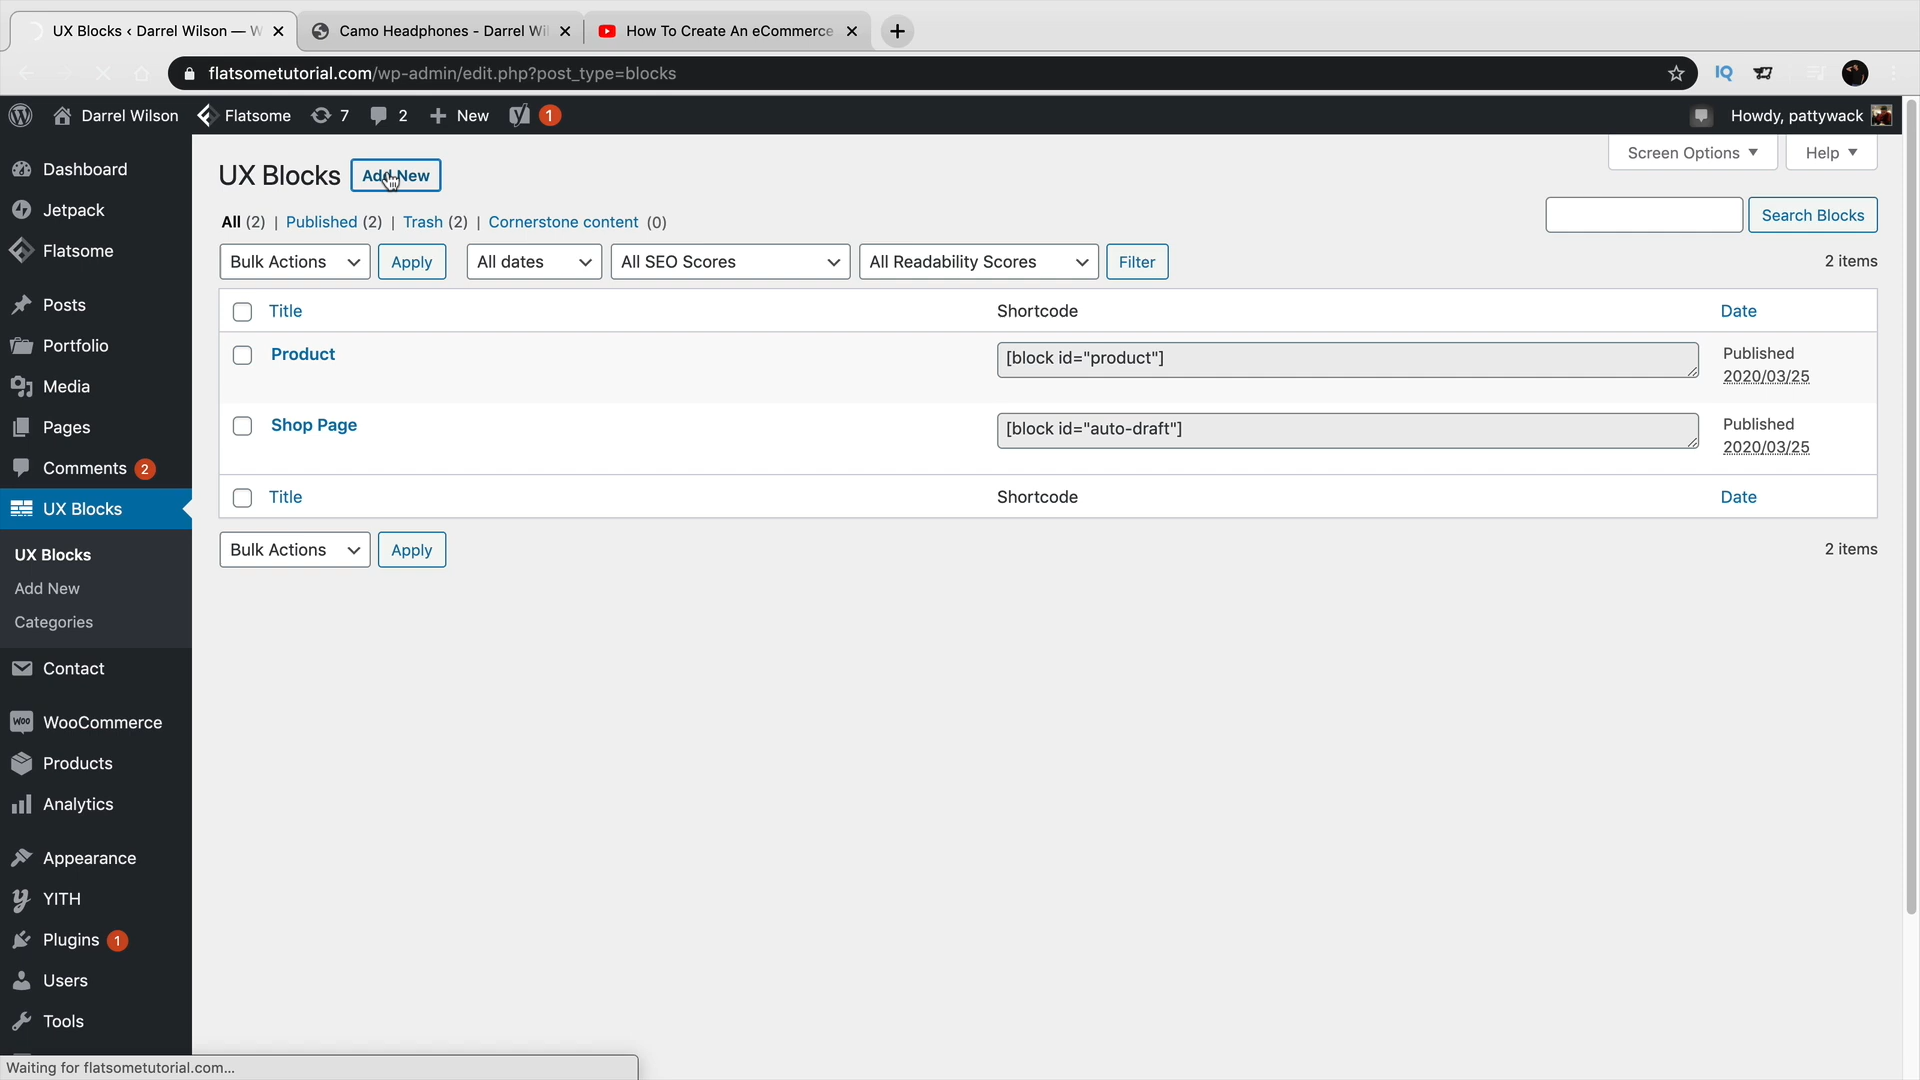 UX Blocks ‹ Darrel Wilson — W
Camo Headphones - Darrel Wil
How To Create An eCommerce
flatsometutorial.com/wp-admin/edit.php?post_type=blocks
IQ
Darrel Wilson
Flatsome
7
2
New
1
Howdy, pattywack
Dashboard
Jetpack
Flatsome
Posts
Portfolio
Media
Pages
Comments 2
UX Blocks
UX Blocks
Add New
Categories
Contact
WooCommerce
Products
Analytics
Appearance
YITH
Plugins 1
Users
Tools
UX Blocks Add New
Screen Options ▼
Help ▼
All (2) | Published (2) | Trash (2) | Cornerstone content (0)
Search Blocks
Bulk Actions Apply All dates All SEO Scores All Readability Scores Filter 2 items
Title Shortcode Date
Product [block id="product"] Published
2020/03/25
Shop Page [block id="auto-draft"] Published
2020/03/25
Title Shortcode Date
Bulk Actions Apply 2 items
Waiting for flatsometutorial.com...